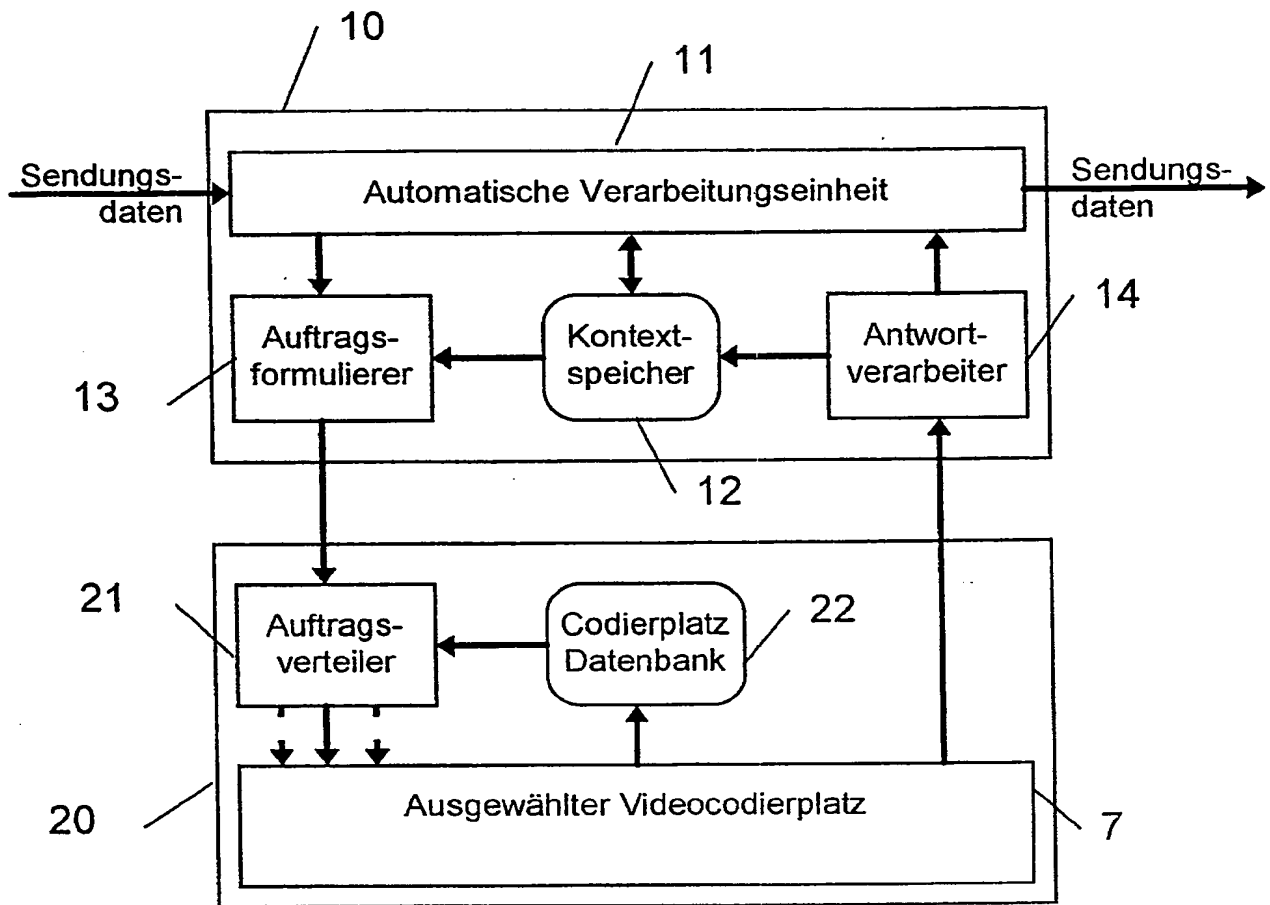 10
11
Sendungs-
daten
Automatische Verarbeitungseinheit
Sendungs-
daten
Auftrags-
formulierer
Kontext-
speicher
Antwort-
verarbeiter
14
13
12
21
Auftrags-
verteiler
Codierplatz
Datenbank
22
Ausgewählter Videocodierplatz
20
7